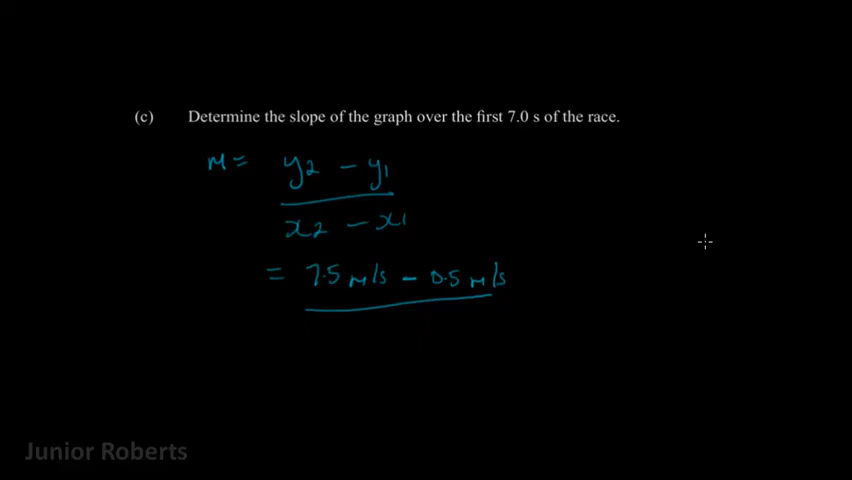 (c) Determine the slope of the graph over the first 7.0 s of the race.
M = y2 - y1
x2 - x1
= 7.5 m/s - 0.5 m/s
Junior Roberts